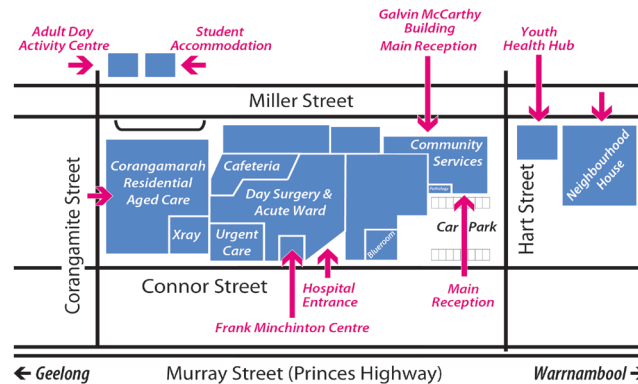 Adult Day
Activity Centre
Student
Accommodation
Galvin McCarthy
Building
Main Reception
Youth
Health Hub
Miller Street
Corangamite Street
Corangamarah
Residential
Aged Care
Xray
Cafeteria
Day Surgery &
Acute Ward
Urgent
Care
Community
Services
Pathology
Blueroom
Car Park
Hart Street
Neighbourhood
House
Connor Street
Hospital
Entrance
Main
Reception
Frank Minchinton Centre
← Geelong
Murray Street (Princes Highway)
Warrnambool →